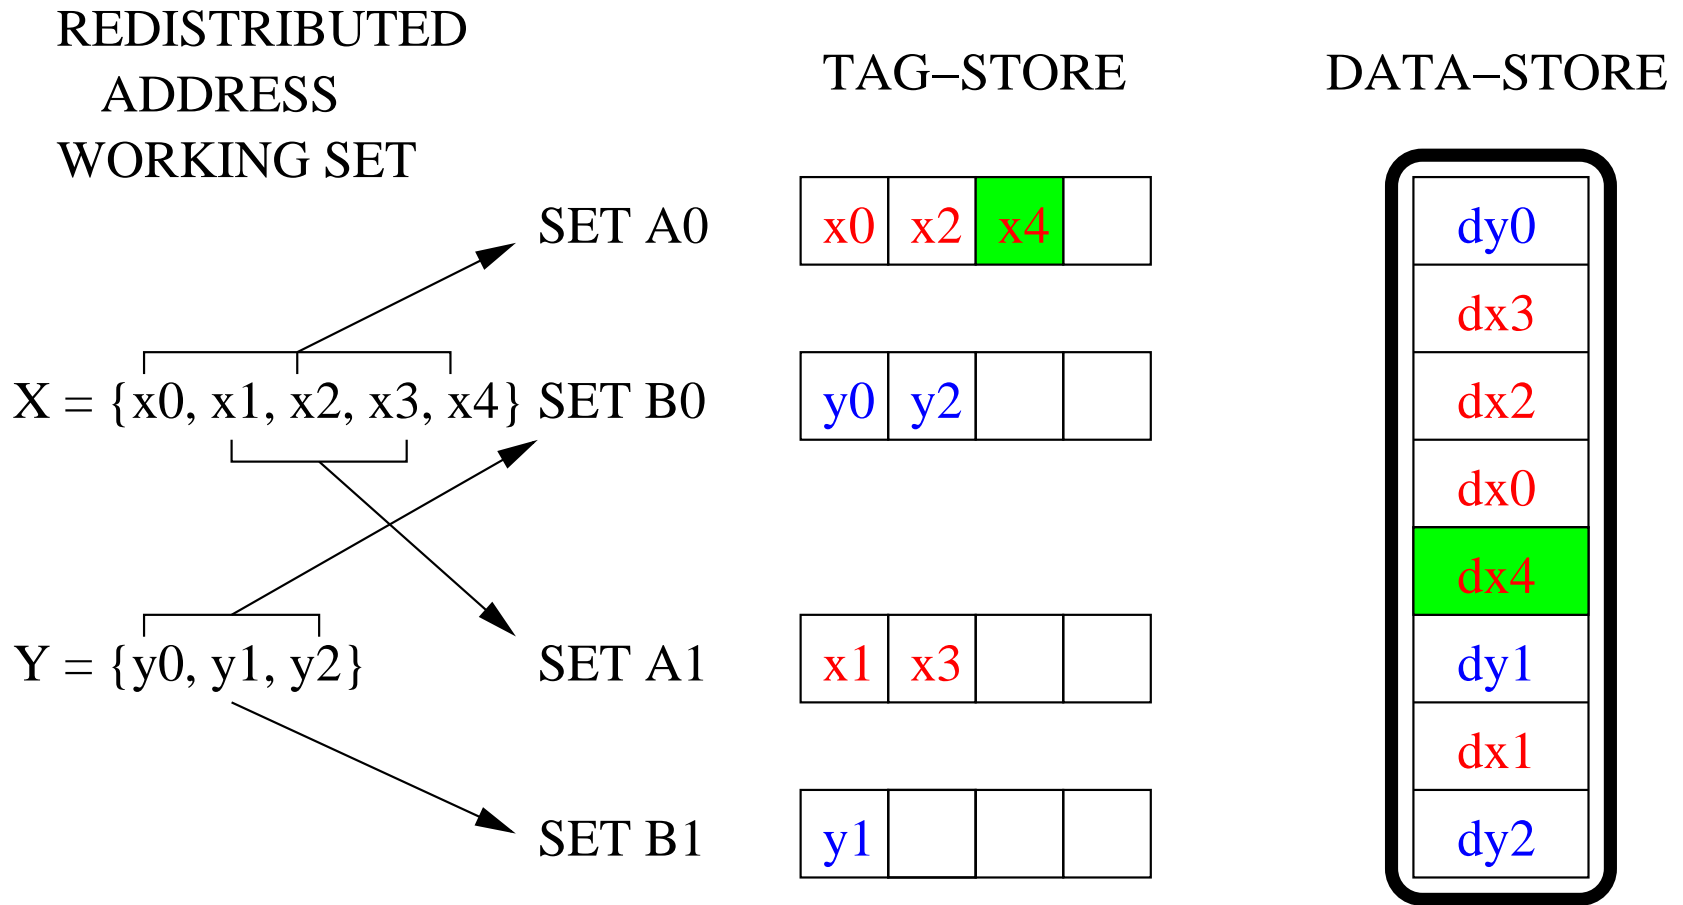 REDISTRIBUTED
ADDRESS
WORKING SET
TAG–STORE
DATA–STORE
SET A0
x0 x2 x4
X = {x0, x1, x2, x3, x4}
SET B0
y0 y2
Y = {y0, y1, y2}
SET A1
x1 x3
SET B1
y1
dy0
dx3
dx2
dx0
dx4
dy1
dx1
dy2